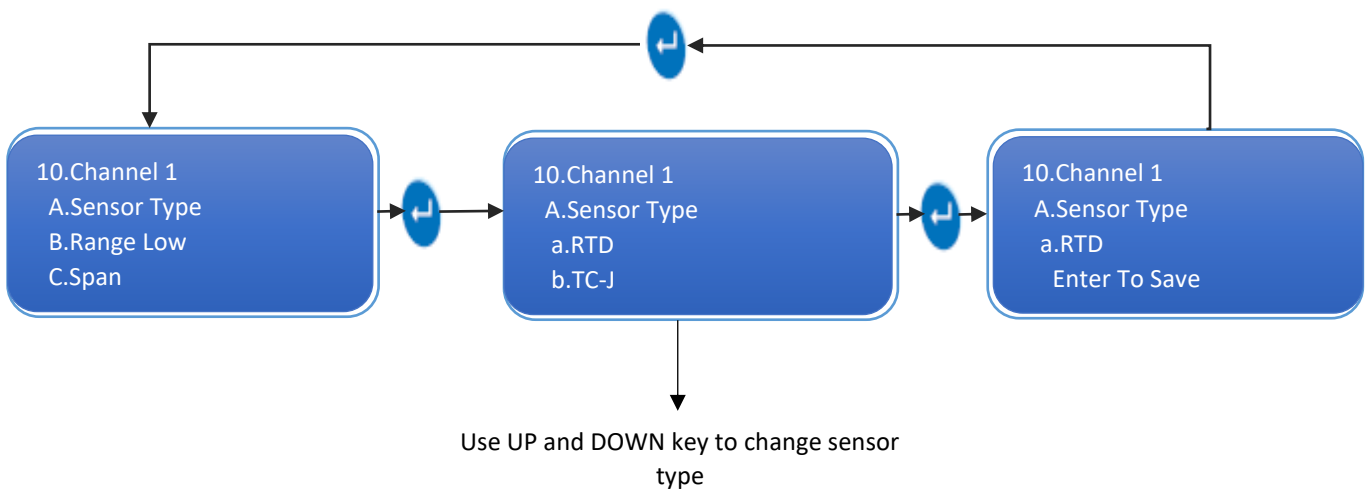 10.Channel 1
A.Sensor Type
B.Range Low
C.Span
10.Channel 1
A.Sensor Type
a.RTD
b.TC-J
10.Channel 1
A.Sensor Type
a.RTD
Enter To Save
Use UP and DOWN key to change sensor
type